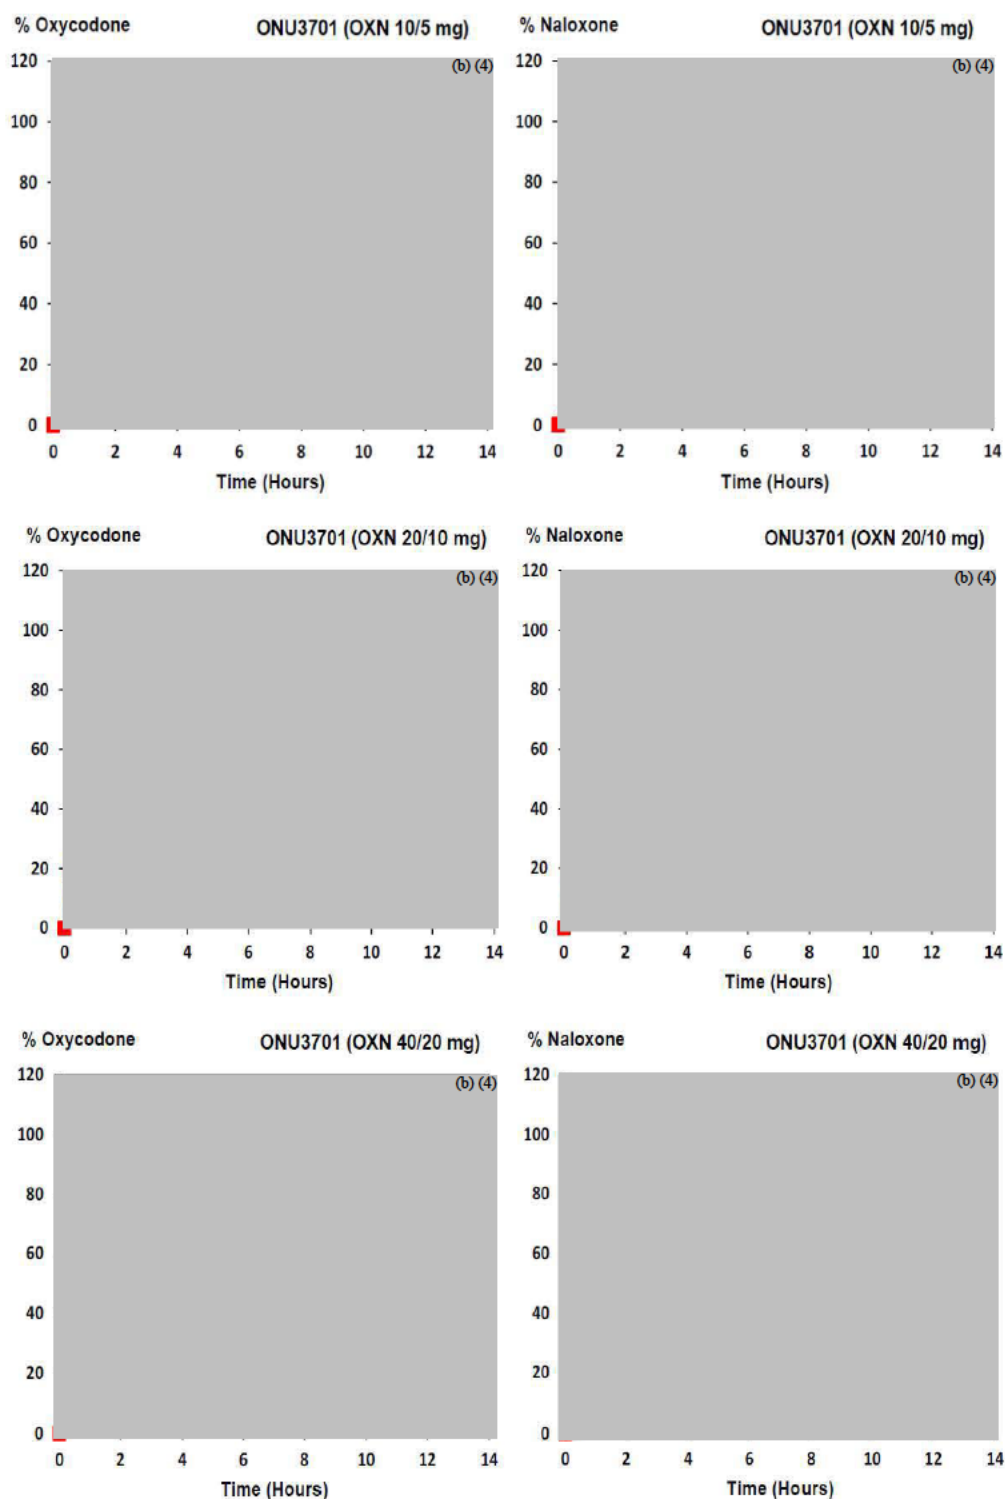 % Oxycodone ONU3701 (OXN 10/5 mg)
120
(b) (4)
100
80
60
40
20
0
0 2 4 6 8 10 12 14
Time (Hours)
% Naloxone ONU3701 (OXN 10/5 mg)
120
(b) (4)
100
80
60
40
20
0
0 2 4 6 8 10 12 14
Time (Hours)
% Oxycodone ONU3701 (OXN 20/10 mg)
120
(b) (4)
100
80
60
40
20
0
0 2 4 6 8 10 12 14
Time (Hours)
% Naloxone ONU3701 (OXN 20/10 mg)
120
(b) (4)
100
80
60
40
20
0
0 2 4 6 8 10 12 14
Time (Hours)
% Oxycodone ONU3701 (OXN 40/20 mg)
120
(b) (4)
100
80
60
40
20
0
0 2 4 6 8 10 12 14
Time (Hours)
% Naloxone ONU3701 (OXN 40/20 mg)
120
(b) (4)
100
80
60
40
20
0
0 2 4 6 8 10 12 14
Time (Hours)